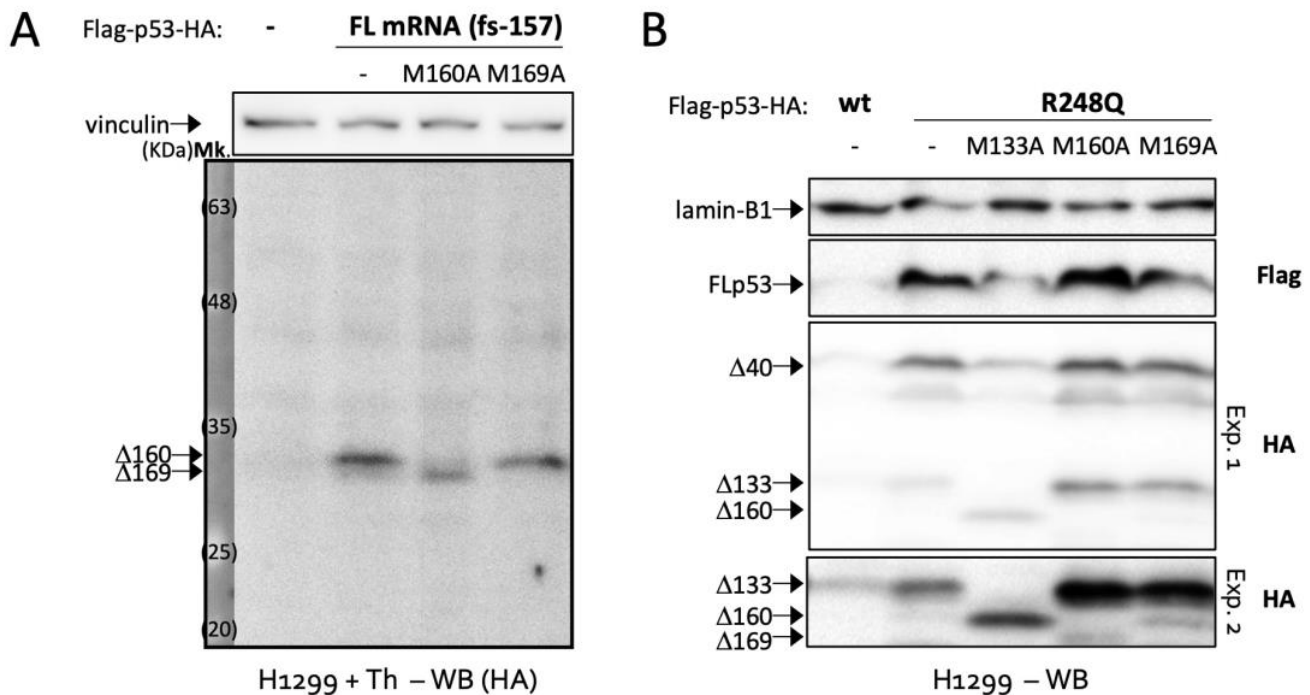 A
Flag-p53-HA: - FL mRNA (fs-157)
- M160A M169A
vinculin
(KDa) Mk.
(63)
(48)
(35)
Δ160
Δ169
(25)
(20)
H1299 + Th – WB (HA)
B
Flag-p53-HA: wt R248Q
- - M133A M160A M169A
lamin-B1
FLp53 Flag
Δ40
Δ133
Δ160
Exp. 1 HA
Δ133
Δ160
Δ169
Exp. 2 HA
H1299 – WB